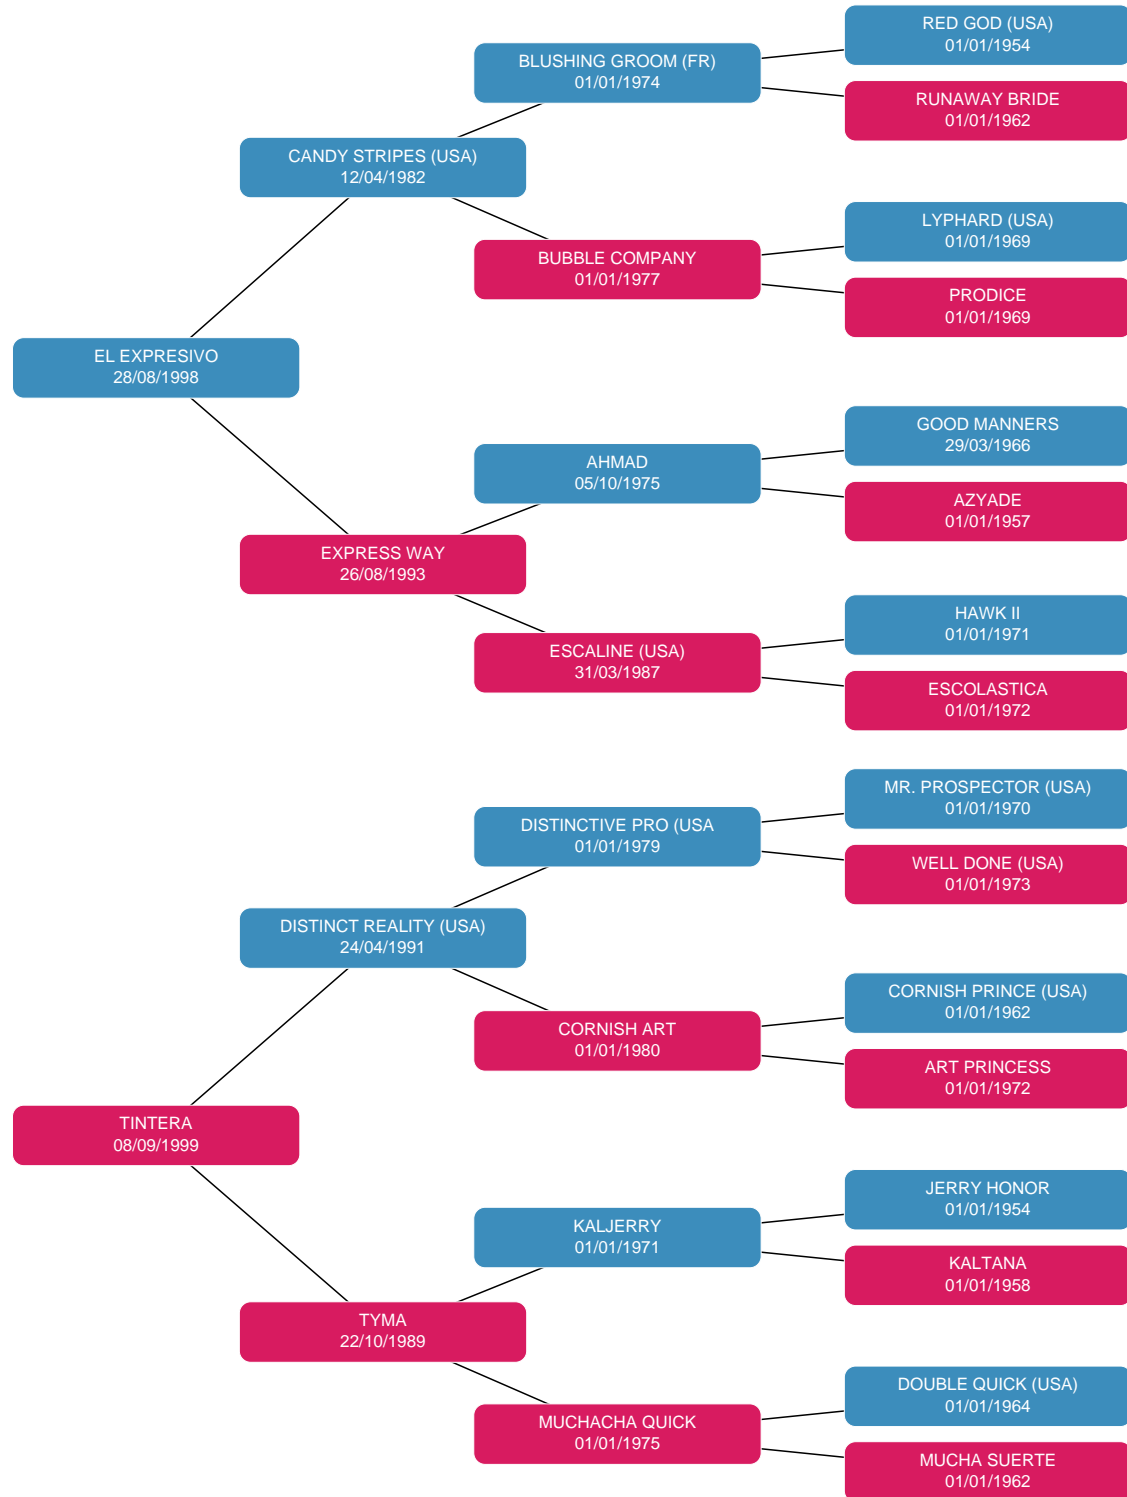 RED GOD (USA)
01/01/1954
BLUSHING GROOM (FR)
01/01/1974
RUNAWAY BRIDE
01/01/1962
CANDY STRIPES (USA)
12/04/1982
LYPHARD (USA)
01/01/1969
BUBBLE COMPANY
01/01/1977
PRODICE
01/01/1969
EL EXPRESIVO
28/08/1998
GOOD MANNERS
29/03/1966
AHMAD
05/10/1975
AZYADE
01/01/1957
EXPRESS WAY
26/08/1993
HAWK II
01/01/1971
ESCALINE (USA)
31/03/1987
ESCOLASTICA
01/01/1972
MR. PROSPECTOR (USA)
01/01/1970
DISTINCTIVE PRO (USA
01/01/1979
WELL DONE (USA)
01/01/1973
DISTINCT REALITY (USA)
24/04/1991
CORNISH PRINCE (USA)
01/01/1962
CORNISH ART
01/01/1980
ART PRINCESS
01/01/1972
TINTERA
08/09/1999
JERRY HONOR
01/01/1954
KALJERRY
01/01/1971
KALTANA
01/01/1958
TYMA
22/10/1989
DOUBLE QUICK (USA)
01/01/1964
MUCHACHA QUICK
01/01/1975
MUCHA SUERTE
01/01/1962